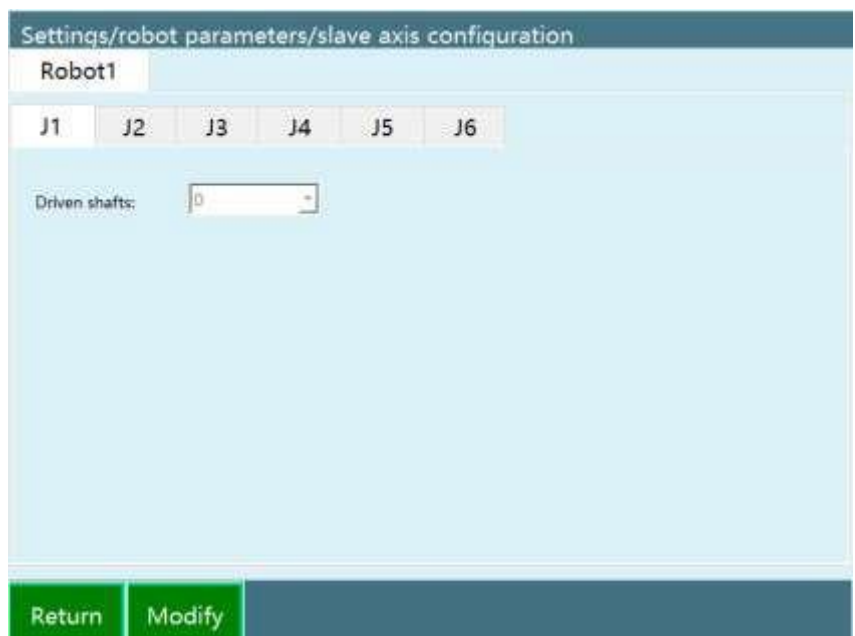 Settings/robot parameters/slave axis configuration
Robot1
J1 J2 J3 J4 J5 J6
Driven shafts: 0
Return Modify